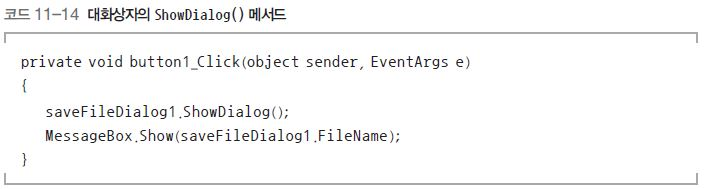 코드 11-14 대화상자의 ShowDialog() 메서드
private void button1_Click(object sender, EventArgs e)
{
saveFileDialog1.ShowDialog();
MessageBox.Show(saveFileDialog1.FileName);
}